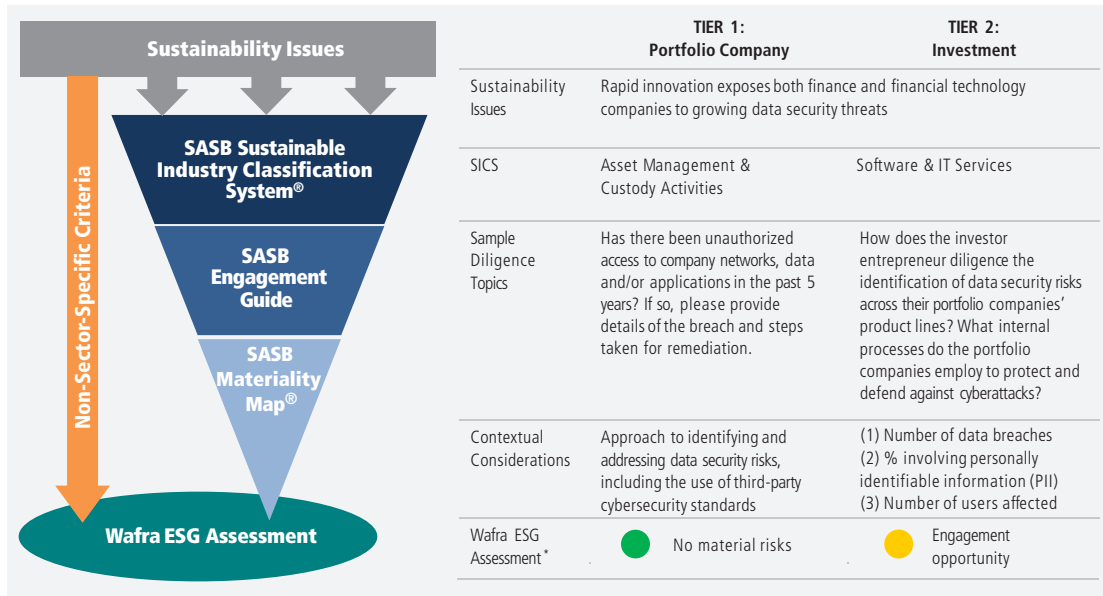 Sustainability Issues
Non-Sector-Specific Criteria
SASB Sustainable
Industry Classification
System®
SASB
Engagement
Guide
SASB
Materiality
Map®
Wafra ESG Assessment
TIER 1:
Portfolio Company
TIER 2:
Investment
Sustainability
Issues
Rapid innovation exposes both finance and financial technology
companies to growing data security threats
SICS
Asset Management &
Custody Activities
Software & IT Services
Sample
Diligence
Topics
Has there been unauthorized
access to company networks, data
and/or applications in the past 5
years? If so, please provide
details of the breach and steps
taken for remediation.
How does the investor
entrepreneur diligence the
identification of data security risks
across their portfolio companies’
product lines? What internal
processes do the portfolio
companies employ to protect and
defend against cyberattacks?
Contextual
Considerations
Approach to identifying and
addressing data security risks,
including the use of third-party
cybersecurity standards
(1) Number of data breaches
(2) % involving personally
identifiable information (PII)
(3) Number of users affected
Wafra ESG
Assessment*
No material risks
Engagement
opportunity